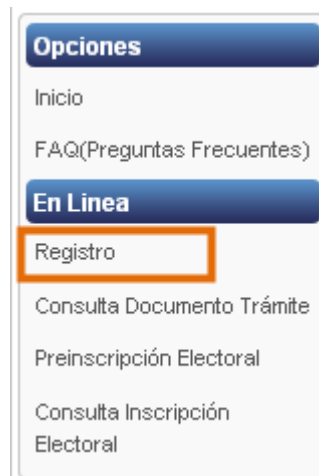 Opciones
Inicio
FAQ(Preguntas Frecuentes)
En Linea
Registro
Consulta Documento Trámite
Preinscripción Electoral
Consulta Inscripción
Electoral